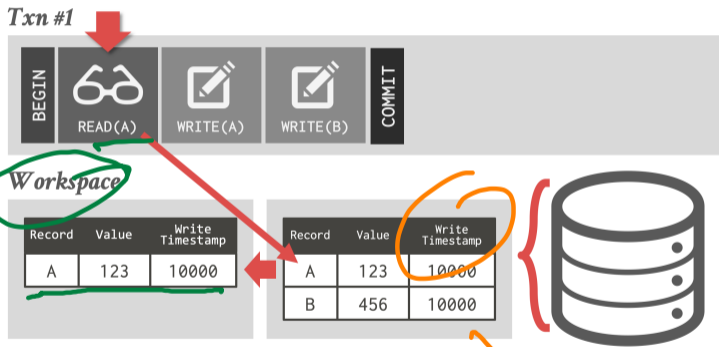 Txn #1
BEGIN
READ(A)
WRITE(A)
WRITE(B)
COMMIT
Workspace
Record Value Write Timestamp
A 123 10000
Record Value Write Timestamp
A 123 10000
B 456 10000